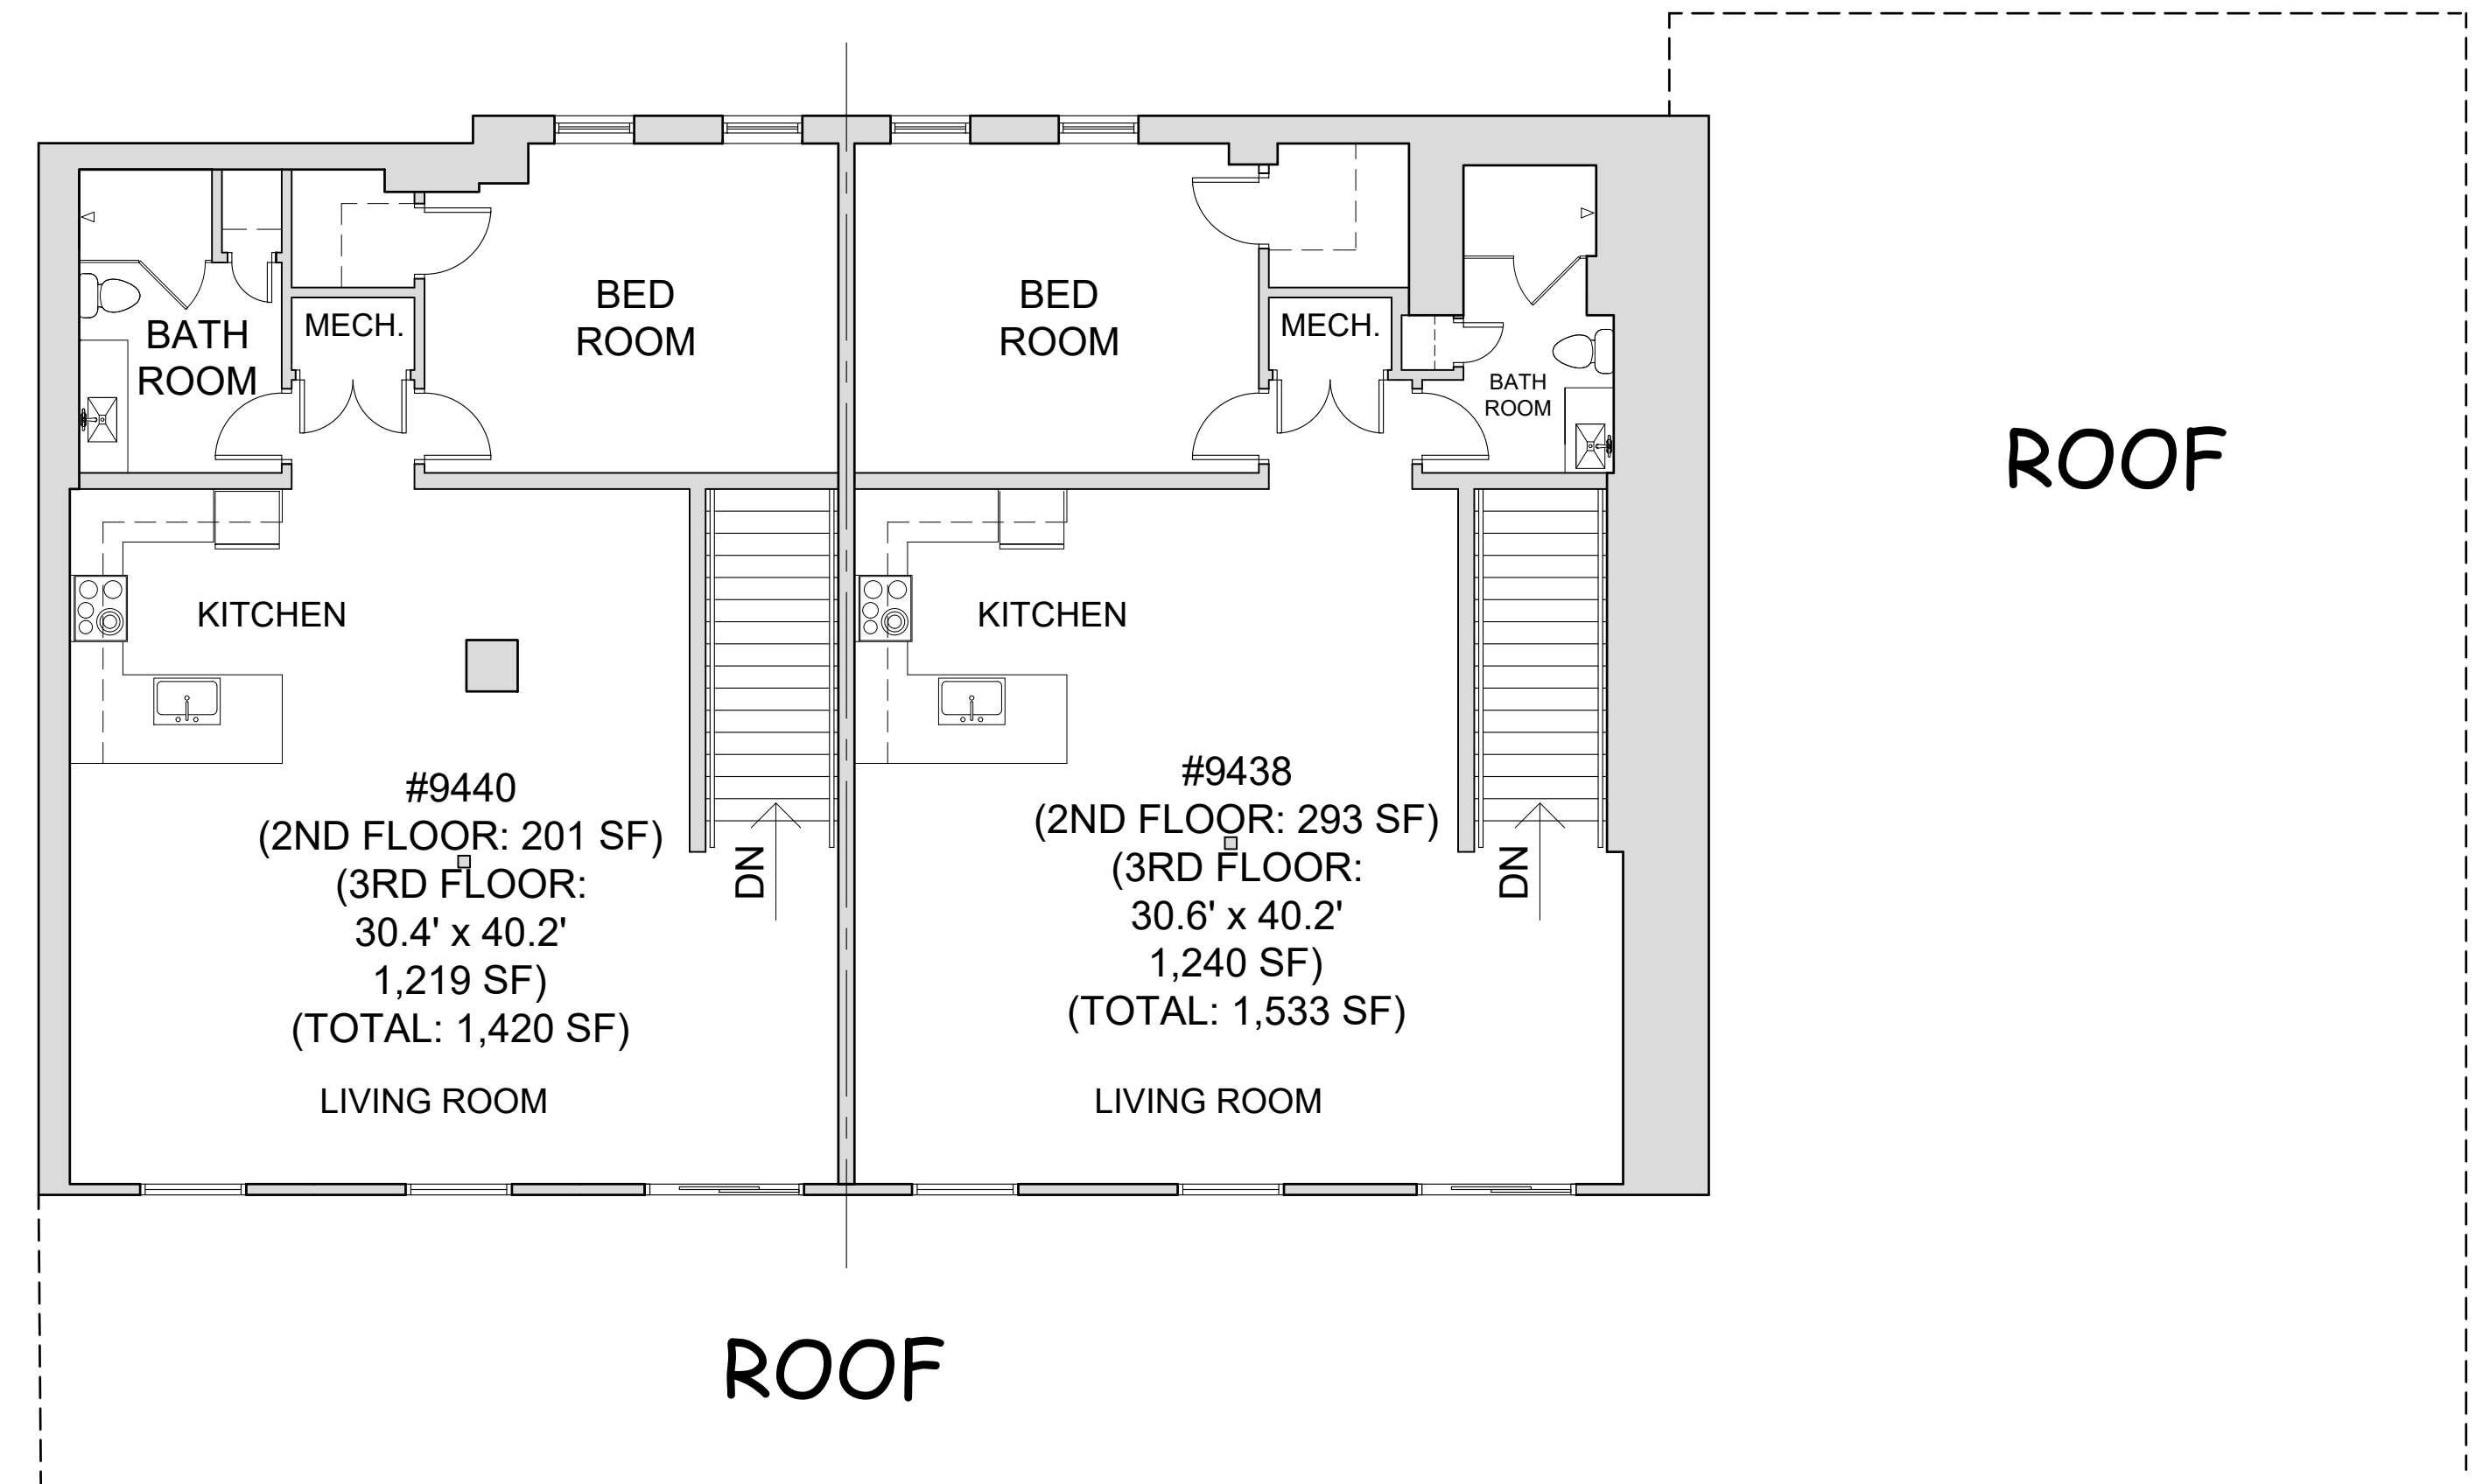 BED
ROOM
BED
ROOM
BATH
ROOM
MECH.
MECH.
BATH
ROOM
ROOF
KITCHEN
KITCHEN
#9440
(2ND FLOOR: 201 SF)
(3RD FLOOR:
30.4' x 40.2'
1,219 SF)
(TOTAL: 1,420 SF)
DN
#9438
(2ND FLOOR: 293 SF)
(3RD FLOOR:
30.6' x 40.2'
1,240 SF)
(TOTAL: 1,533 SF)
DN
LIVING ROOM
LIVING ROOM
ROOF